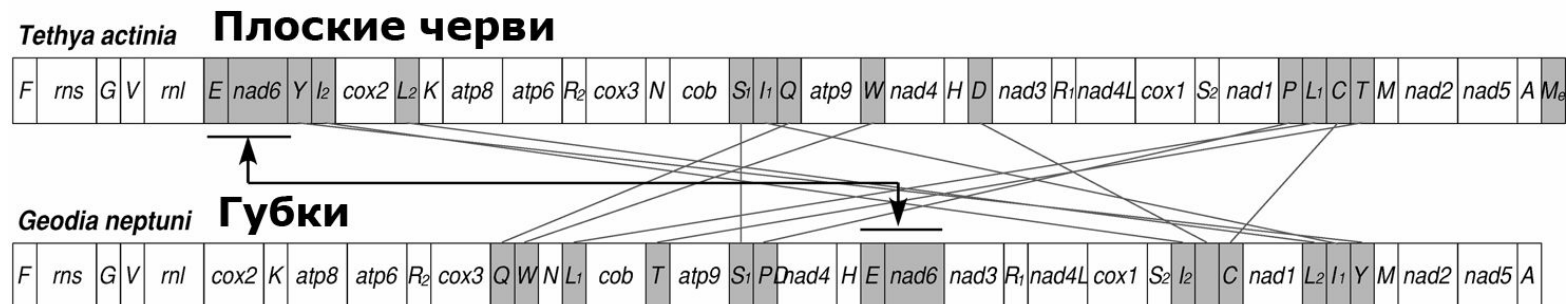 Tethya actinia Плоские черви
F rns G V rnl E nad6 Y I2 cox2 L2 K atp8 atp6 R2 cox3 N cob S1 I1 Q atp9 W nad4 H D nad3 R1 nad4L cox1 S2 nad1 P L1 C T M nad2 nad5 A Me
Geodia neptuni Губки
F rns G V rnl cox2 K atp8 atp6 R2 cox3 Q W N L1 cob T atp9 S1 P D nad4 H E nad6 nad3 R1 nad4L cox1 S2 I2 C nad1 L2 I1 Y M nad2 nad5 A